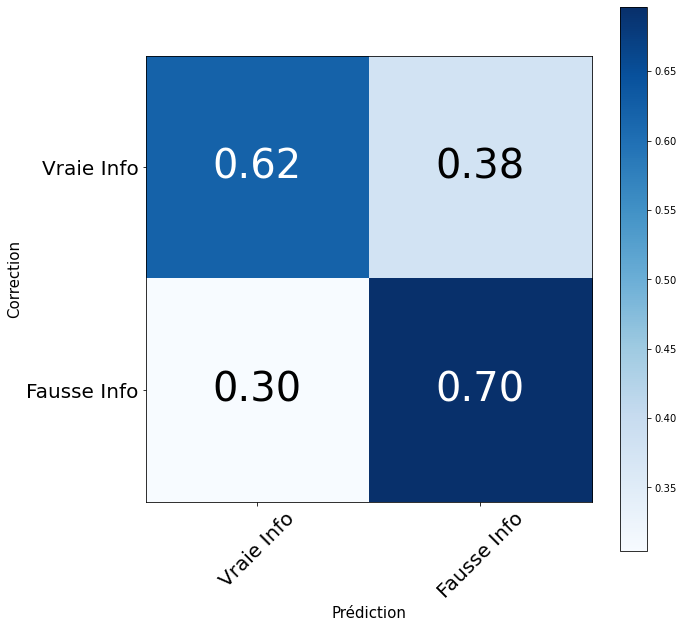 0.62 0.38
0.30 0.70
Vraie Info
Fausse Info
Correction
Vraie Info
Fausse Info
Prédiction
0.65
0.60
0.55
0.50
0.45
0.40
0.35